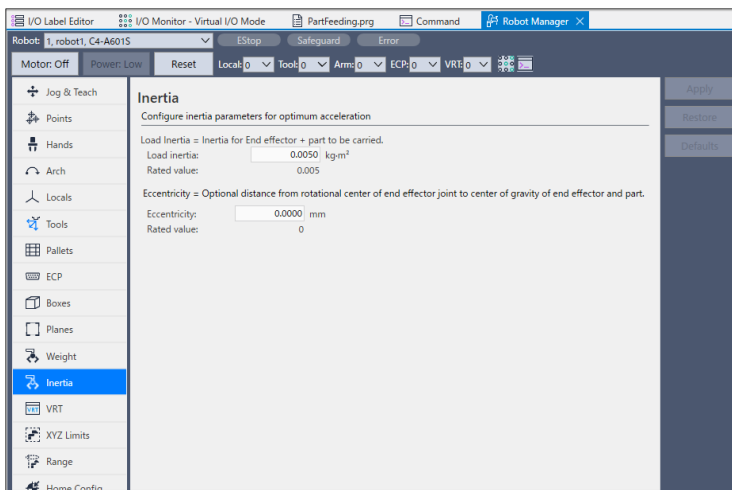 I/O Label Editor I/O Monitor - Virtual I/O Mode PartFeeding.prg Command Robot Manager
Robot: 1, robot1, C4-A601S EStop Safeguard Error
Motor: Off Power: Low Reset Local: 0 Tool: 0 Arm: 0 ECP: 0 VRT: 0
Jog & Teach
Points
Hands
Arch
Locals
Tools
Pallets
ECP
Boxes
Planes
Weight
Inertia
VRT VRT
XYZ Limits
Range
Home Config
Inertia
Configure inertia parameters for optimum acceleration
Load Inertia = Inertia for End effector + part to be carried.
Load inertia: 0.0050 kg·m²
Rated value: 0.005
Eccentricity = Optional distance from rotational center of end effector joint to center of gravity of end effector and part.
Eccentricity: 0.0000 mm
Rated value: 0
Apply
Restore
Defaults